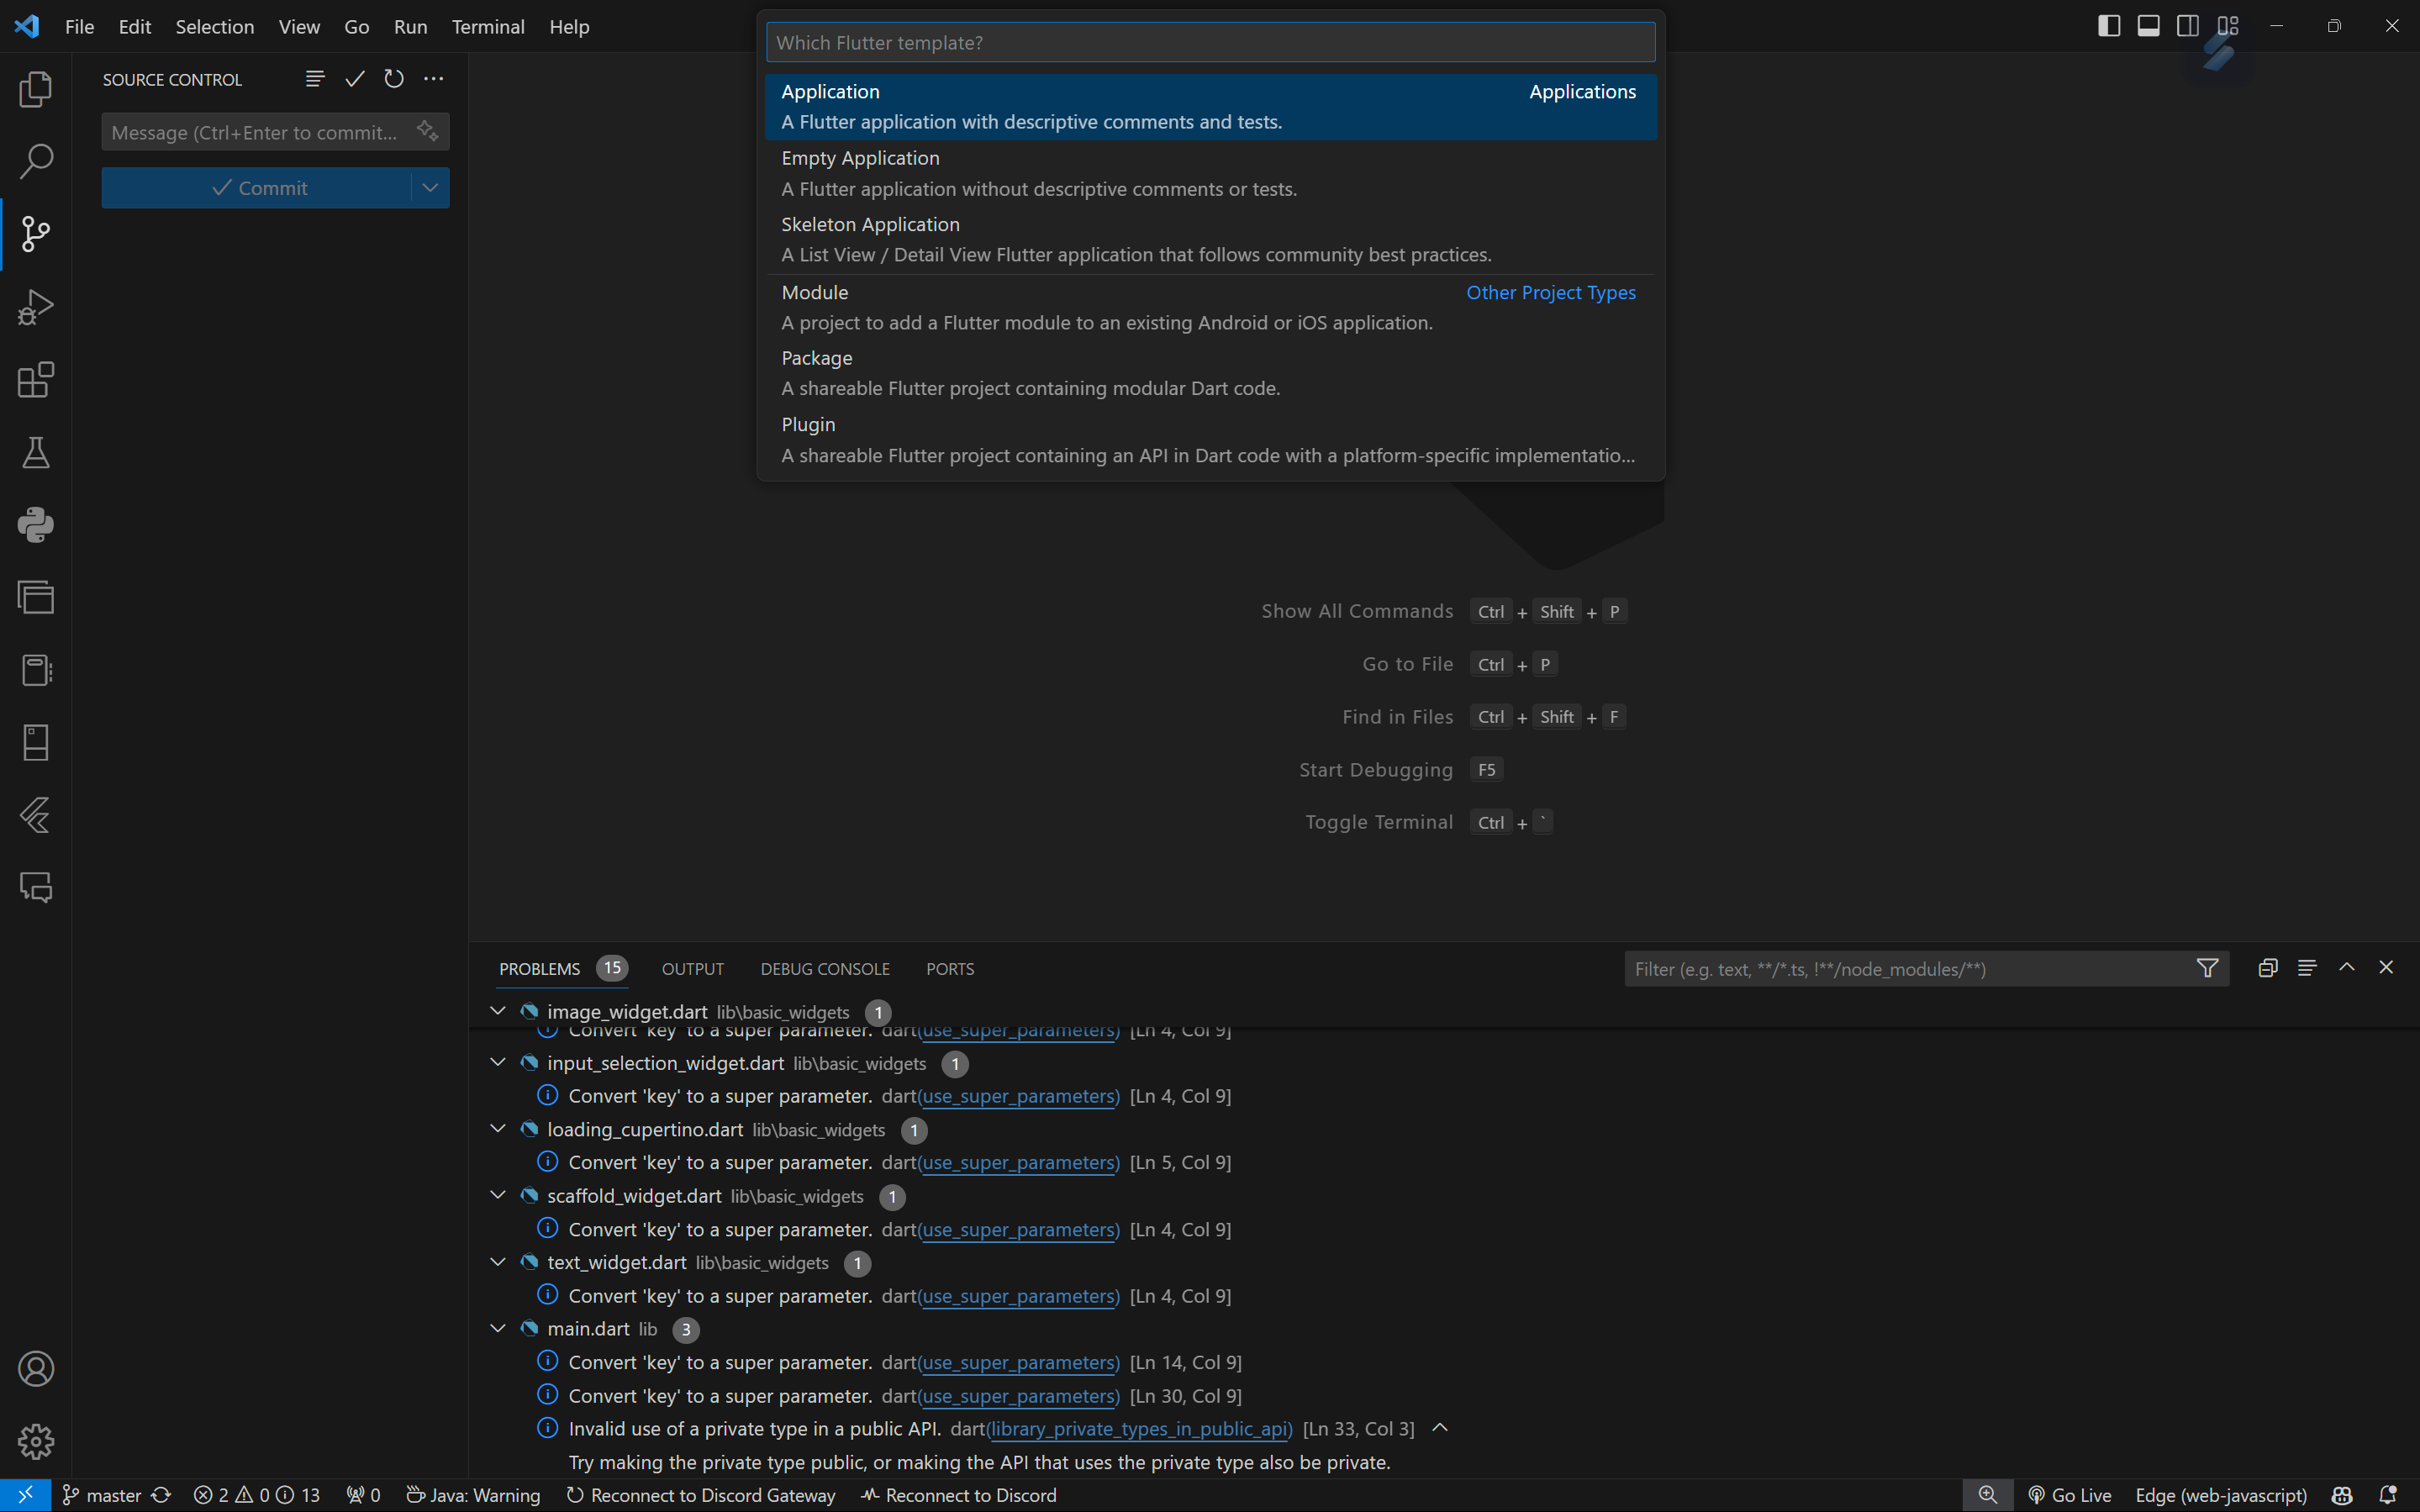 File Edit Selection View Go Run Terminal Help
Which Flutter template?
Application Applications
A Flutter application with descriptive comments and tests.
Empty Application
A Flutter application without descriptive comments or tests.
Skeleton Application
A List View / Detail View Flutter application that follows community best practices.
Module Other Project Types
A project to add a Flutter module to an existing Android or iOS application.
Package
A shareable Flutter project containing modular Dart code.
Plugin
A shareable Flutter project containing an API in Dart code with a platform-specific implementatio...
SOURCE CONTROL
Message (Ctrl+Enter to commit...
Commit
Show All Commands Ctrl + Shift + P
Go to File Ctrl + P
Find in Files Ctrl + Shift + F
Start Debugging F5
Toggle Terminal Ctrl + `
PROBLEMS 15 OUTPUT DEBUG CONSOLE PORTS
Filter (e.g. text, **/*.ts, !**/node_modules/**)
image_widget.dart lib\basic_widgets 1
Convert 'key' to a super parameter. dart(use_super_parameters) [Ln 4, Col 9]
input_selection_widget.dart lib\basic_widgets 1
Convert 'key' to a super parameter. dart(use_super_parameters) [Ln 4, Col 9]
loading_cupertino.dart lib\basic_widgets 1
Convert 'key' to a super parameter. dart(use_super_parameters) [Ln 5, Col 9]
scaffold_widget.dart lib\basic_widgets 1
Convert 'key' to a super parameter. dart(use_super_parameters) [Ln 4, Col 9]
text_widget.dart lib\basic_widgets 1
Convert 'key' to a super parameter. dart(use_super_parameters) [Ln 4, Col 9]
main.dart lib 3
Convert 'key' to a super parameter. dart(use_super_parameters) [Ln 14, Col 9]
Convert 'key' to a super parameter. dart(use_super_parameters) [Ln 30, Col 9]
Invalid use of a private type in a public API. dart(library_private_types_in_public_api) [Ln 33, Col 3]
Try making the private type public, or making the API that uses the private type also be private.
master 2 0 13 0 Java: Warning Reconnect to Discord Gateway Reconnect to Discord Go Live Edge (web-javascript)